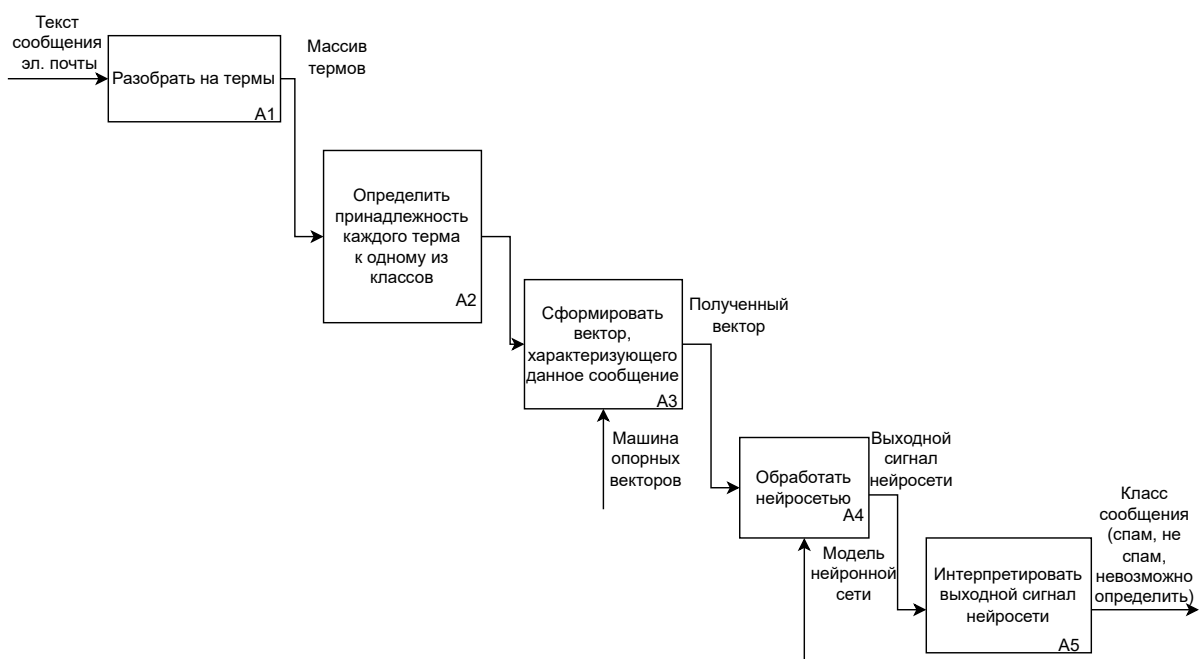 Текст
сообщения
эл. почты
Разобрать на термы
A1
Массив
термов
Определить
принадлежность
каждого терма
к одному из
классов
A2
Сформировать
вектор,
характеризующего
данное сообщение
A3
Полученный
вектор
Машина
опорных
векторов
Обработать
нейросетью
A4
Выходной
сигнал
нейросети
Модель
нейронной
сети
Интерпретировать
выходной сигнал
нейросети
A5
Класс
сообщения
(спам, не
спам,
невозможно
определить)